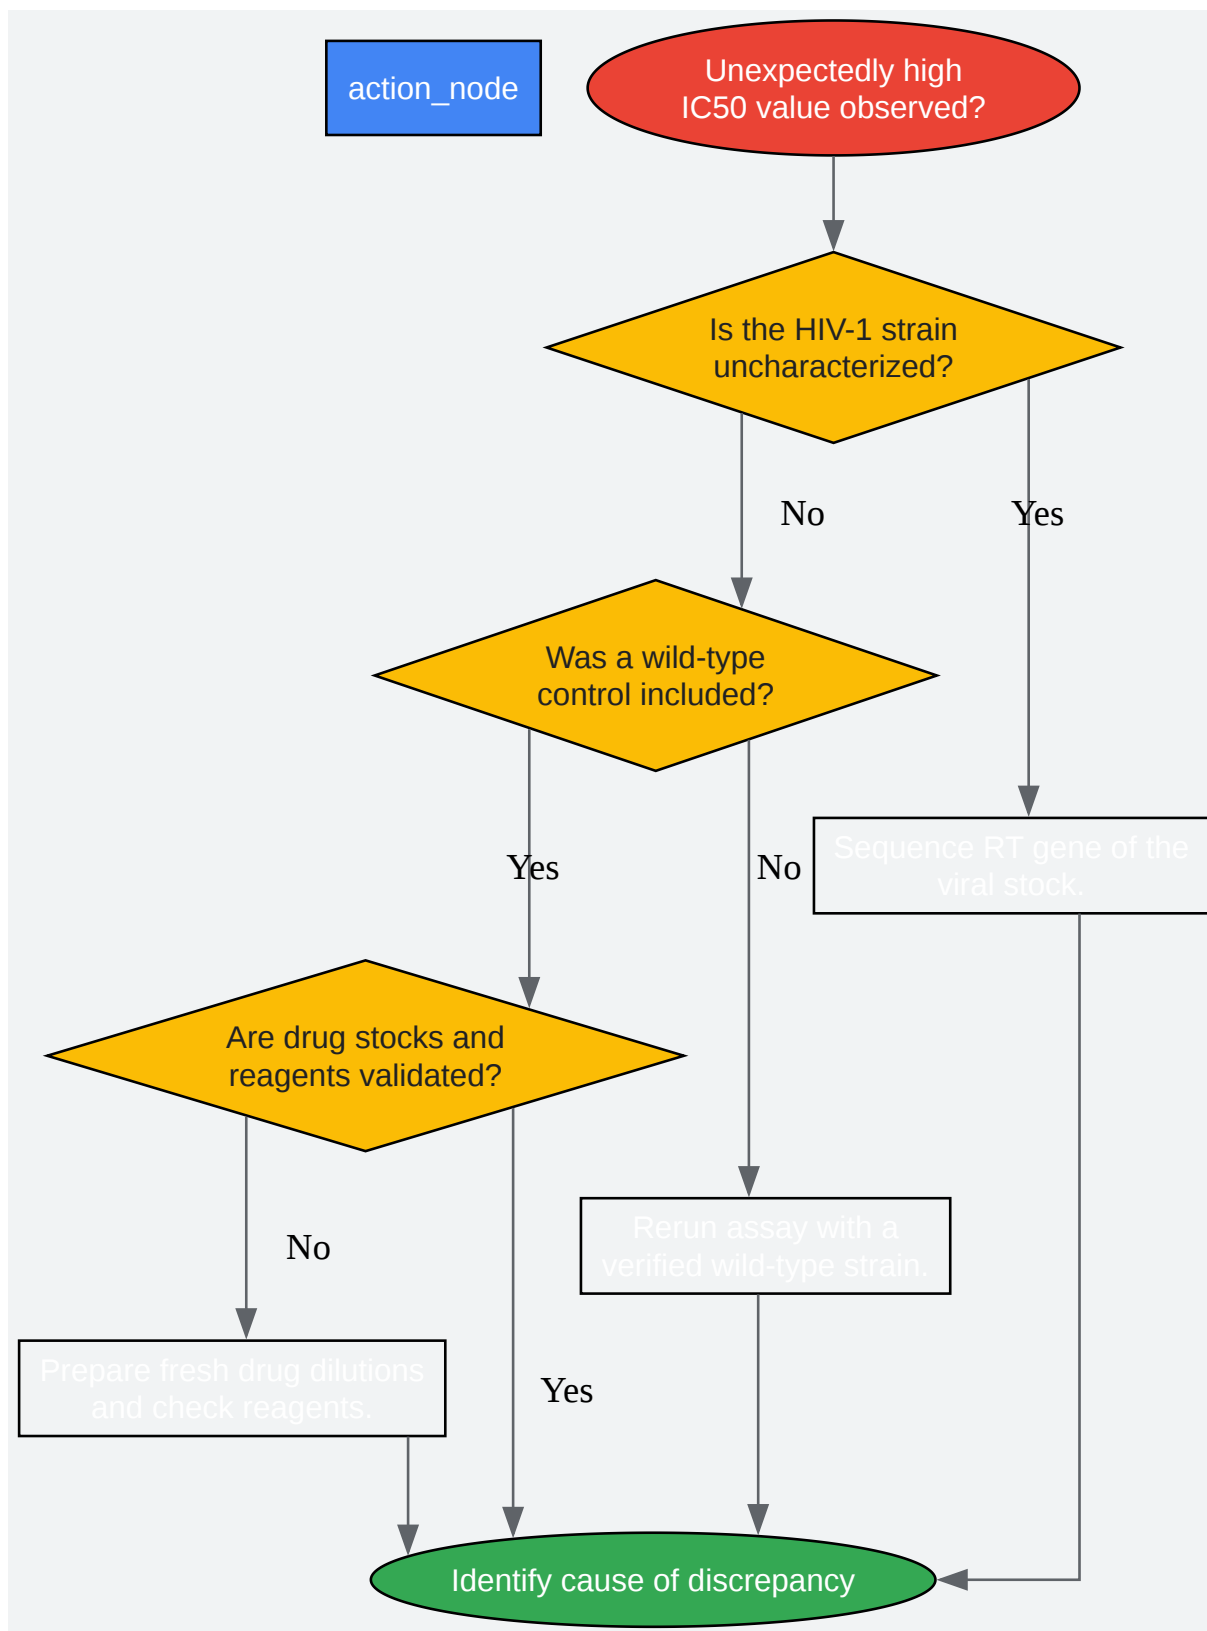 action_node
Unexpectedly high
IC50 value observed?
Is the HIV-1 strain
uncharacterized?
No
Yes
Was a wild-type
control included?
Sequence RT gene of the
viral stock.
Yes
No
Are drug stocks and
reagents validated?
Rerun assay with a
verified wild-type strain.
No
Prepare fresh drug dilutions
and check reagents.
Yes
Identify cause of discrepancy